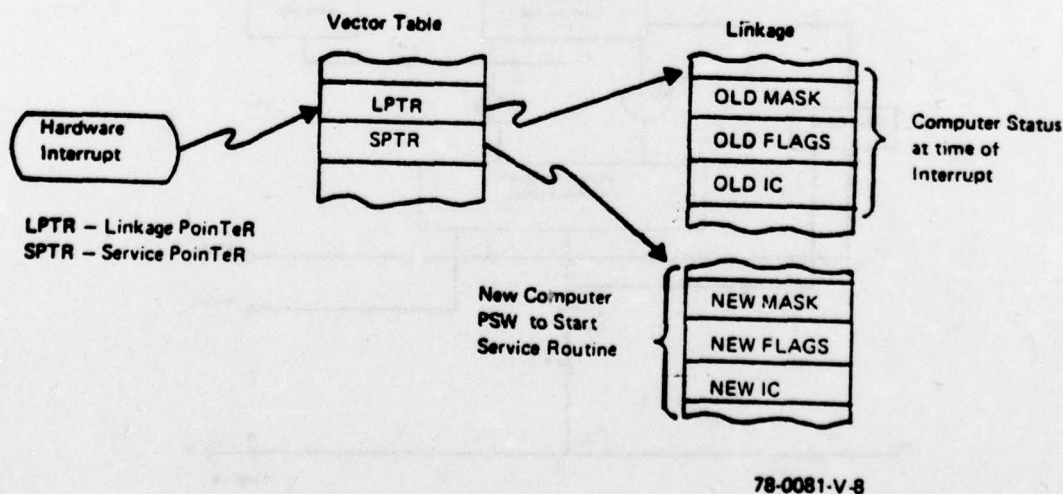 Vector Table
Linkage
Hardware
Interrupt
LPTR
SPTR
OLD MASK
OLD FLAGS
OLD IC
Computer Status
at time of
Interrupt
LPTR – Linkage PoinTeR
SPTR – Service PoinTeR
New Computer
PSW to Start
Service Routine
NEW MASK
NEW FLAGS
NEW IC
78-0081-V-8